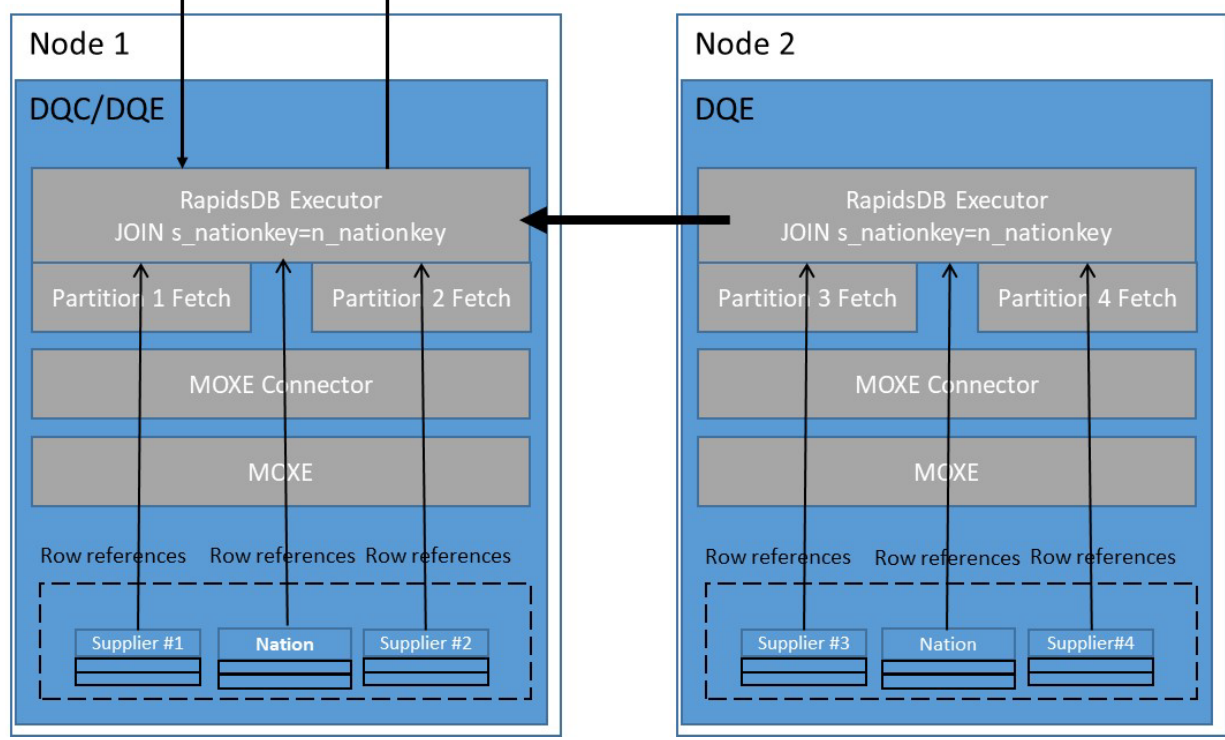 Node 1
DQC/DQE
RapidsDB Executor
JOIN s_nationkey=n_nationkey
Partition 1 Fetch
Partition 2 Fetch
MOXE Connector
MOXE
Row references
Row references
Row references
Supplier #1
Nation
Supplier #2
Node 2
DQE
RapidsDB Executor
JOIN s_nationkey=n_nationkey
Partition 3 Fetch
Partition 4 Fetch
MOXE Connector
MOXE
Row references
Row references
Row references
Supplier #3
Nation
Supplier#4